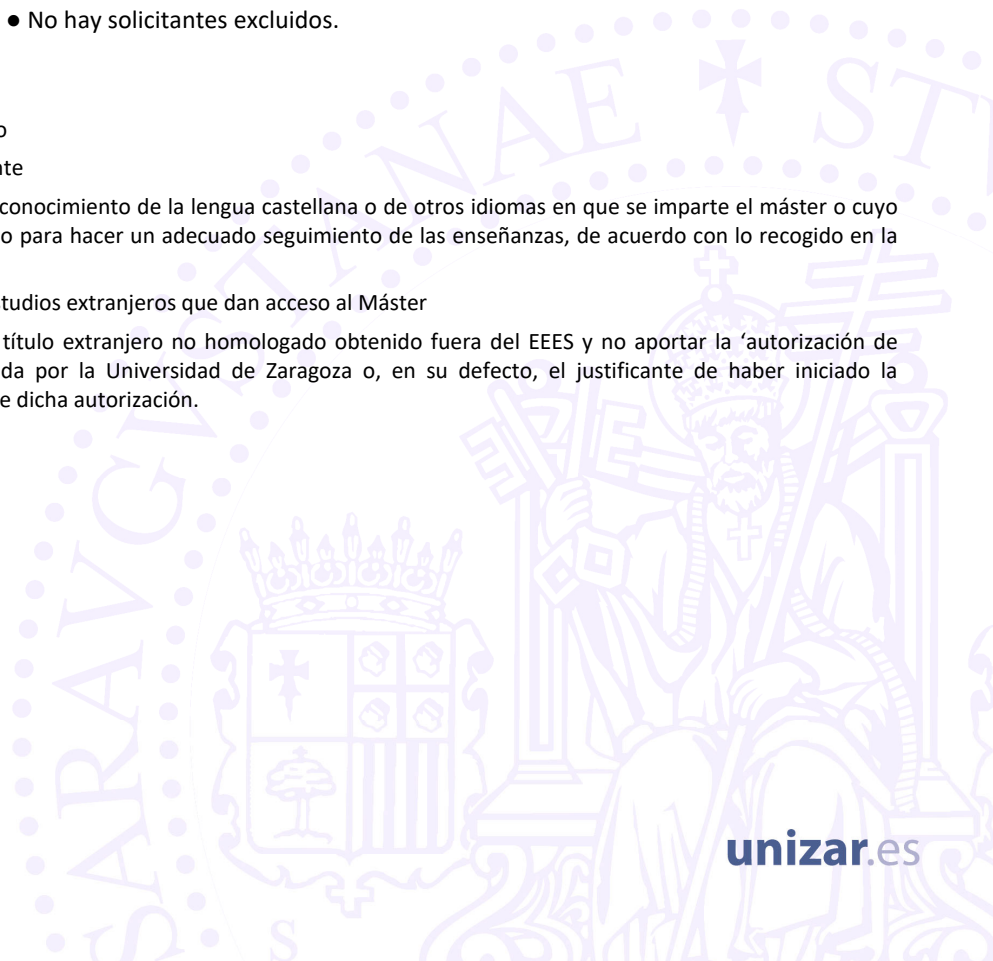 ● No hay solicitantes excluidos.
o
nte
conocimiento de la lengua castellana o de otros idiomas en que se imparte el máster o cuyo
o para hacer un adecuado seguimiento de las enseñanzas, de acuerdo con lo recogido en la
studios extranjeros que dan acceso al Máster
título extranjero no homologado obtenido fuera del EEES y no aportar la ‘autorización de
da por la Universidad de Zaragoza o, en su defecto, el justificante de haber iniciado la
e dicha autorización.
SARAVGVSTANAE STV
S
unizar.es